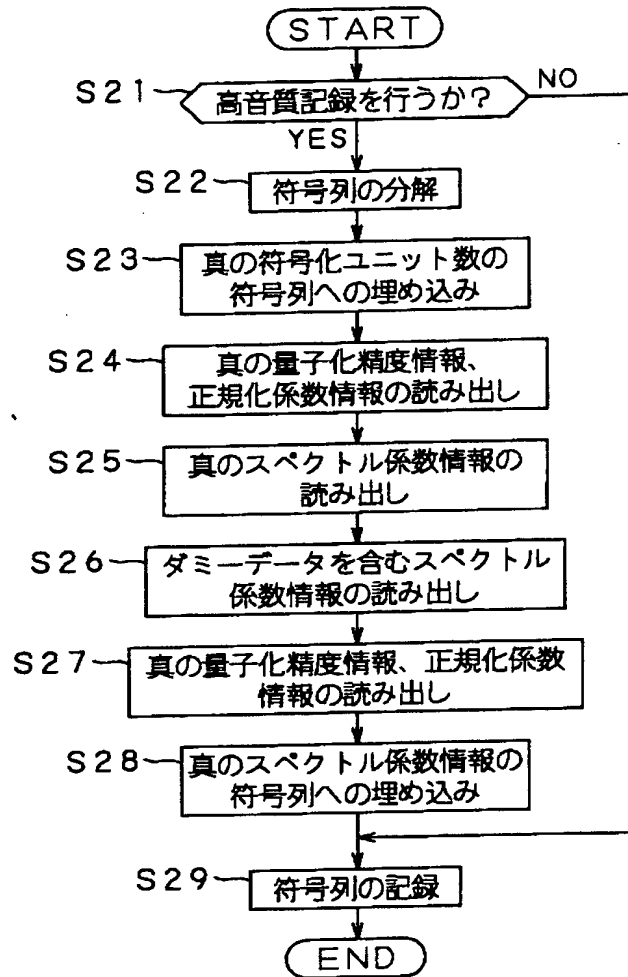 START
S21
高音質記録を行うか?
NO
YES
S22
符号列の分解
S23
真の符号化ユニット数の
符号列への埋め込み
S24
真の量子化精度情報、
正規化係数情報の読み出し
S25
真のスペクトル係数情報の
読み出し
S26
ダミーデータを含むスペクトル
係数情報の読み出し
S27
真の量子化精度情報、正規化係数
情報の読み出し
S28
真のスペクトル係数情報の
符号列への埋め込み
S29
符号列の記録
END